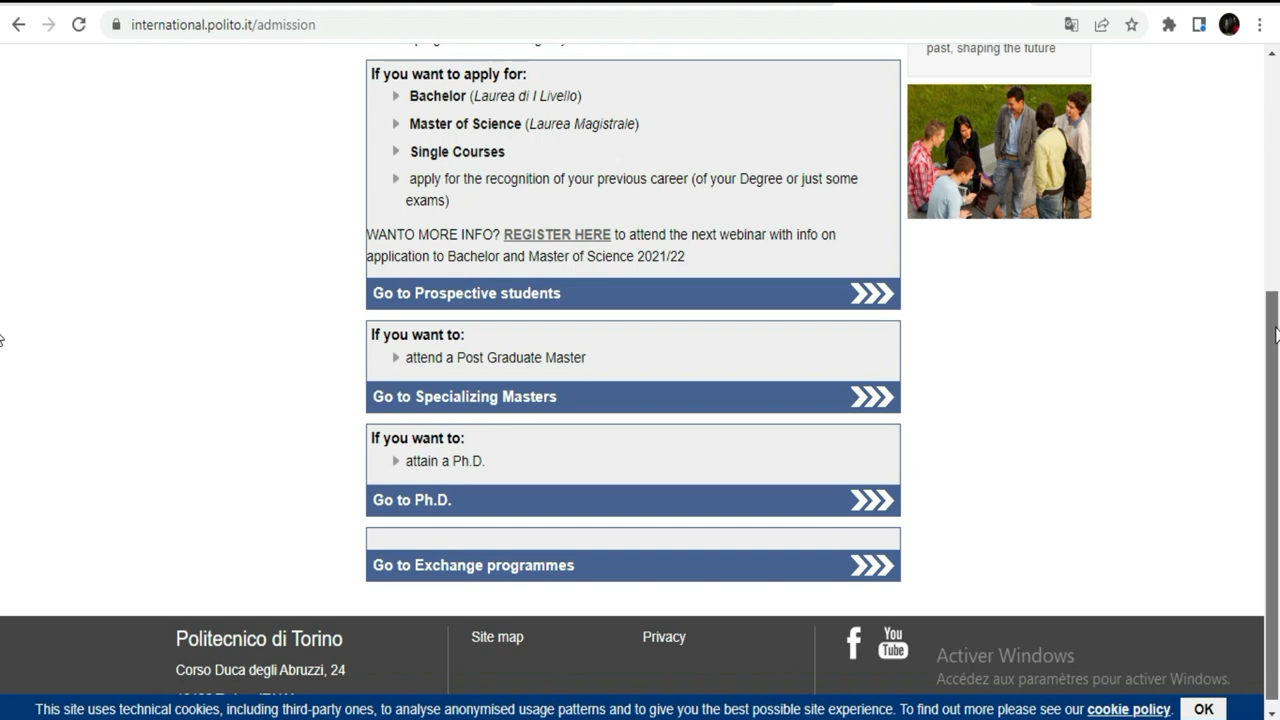 international.polito.it/admission
past, shaping the future
If you want to apply for:
Bachelor (Laurea di I Livello)
Master of Science (Laurea Magistrale)
Single Courses
apply for the recognition of your previous career (of your Degree or just some
exams)
WANTO MORE INFO? REGISTER HERE to attend the next webinar with info on
application to Bachelor and Master of Science 2021/22
Go to Prospective students
If you want to:
attend a Post Graduate Master
Go to Specializing Masters
If you want to:
attain a Ph.D.
Go to Ph.D.
Go to Exchange programmes
Politecnico di Torino
Corso Duca degli Abruzzi, 24
Site map
Privacy
You
Tube
Activer Windows
Accédez aux paramètres pour activer Windows.
This site uses technical cookies, including third-party ones, to analyse anonymised usage patterns and to give you the best possible site experience. To find out more please see our cookie policy.
OK